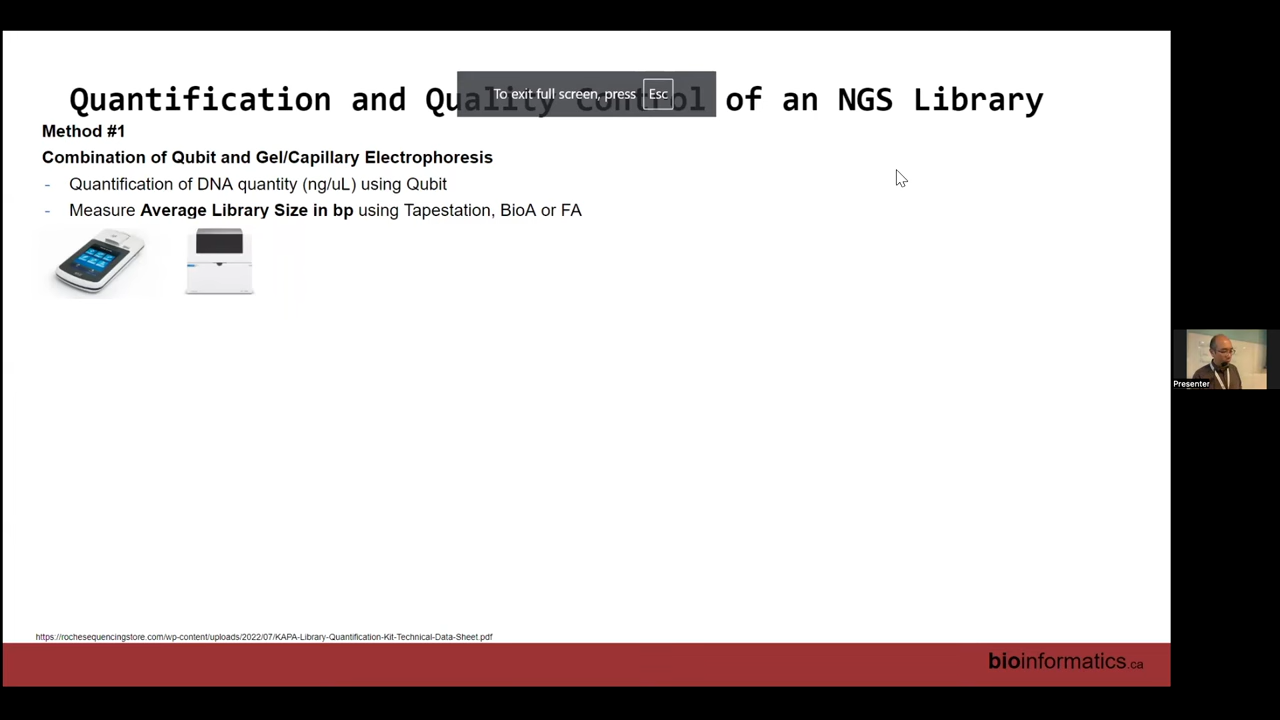 Quantification and Quality Control of an NGS Library
To exit full screen, press Esc
Method #1
Combination of Qubit and Gel/Capillary Electrophoresis
- Quantification of DNA quantity (ng/uL) using Qubit
- Measure Average Library Size in bp using Tapestation, BioA or FA
Presenter
https://rochesequencingstore.com/wp-content/uploads/2022/07/KAPA-Library-Quantification-Kit-Technical-Data-Sheet.pdf
bioinformatics.ca